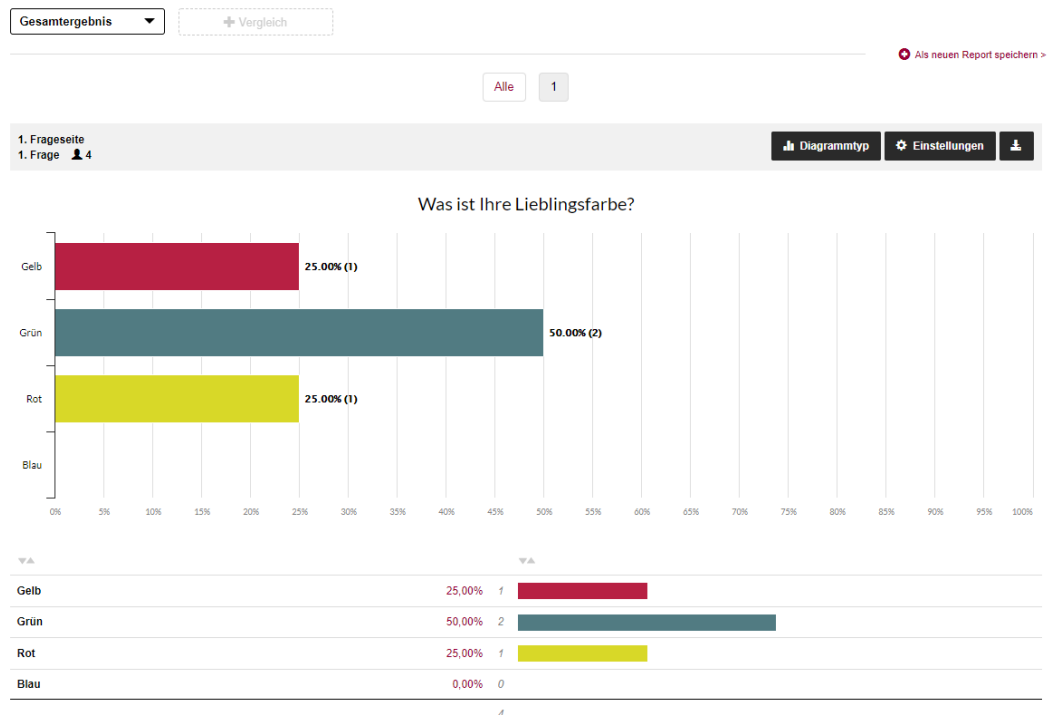 Gesamtergebnis
Vergleich
Als neuen Report speichern >
Alle 1
1. Frageseite
1. Frage 4
Diagrammtyp Einstellungen
Was ist Ihre Lieblingsfarbe?
Gelb 25.00% (1)
Grün 50.00% (2)
Rot 25.00% (1)
Blau
0% 5% 10% 15% 20% 25% 30% 35% 40% 45% 50% 55% 60% 65% 70% 75% 80% 85% 90% 95% 100%
Gelb 25,00% 1
Grün 50,00% 2
Rot 25,00% 1
Blau 0,00% 0
4